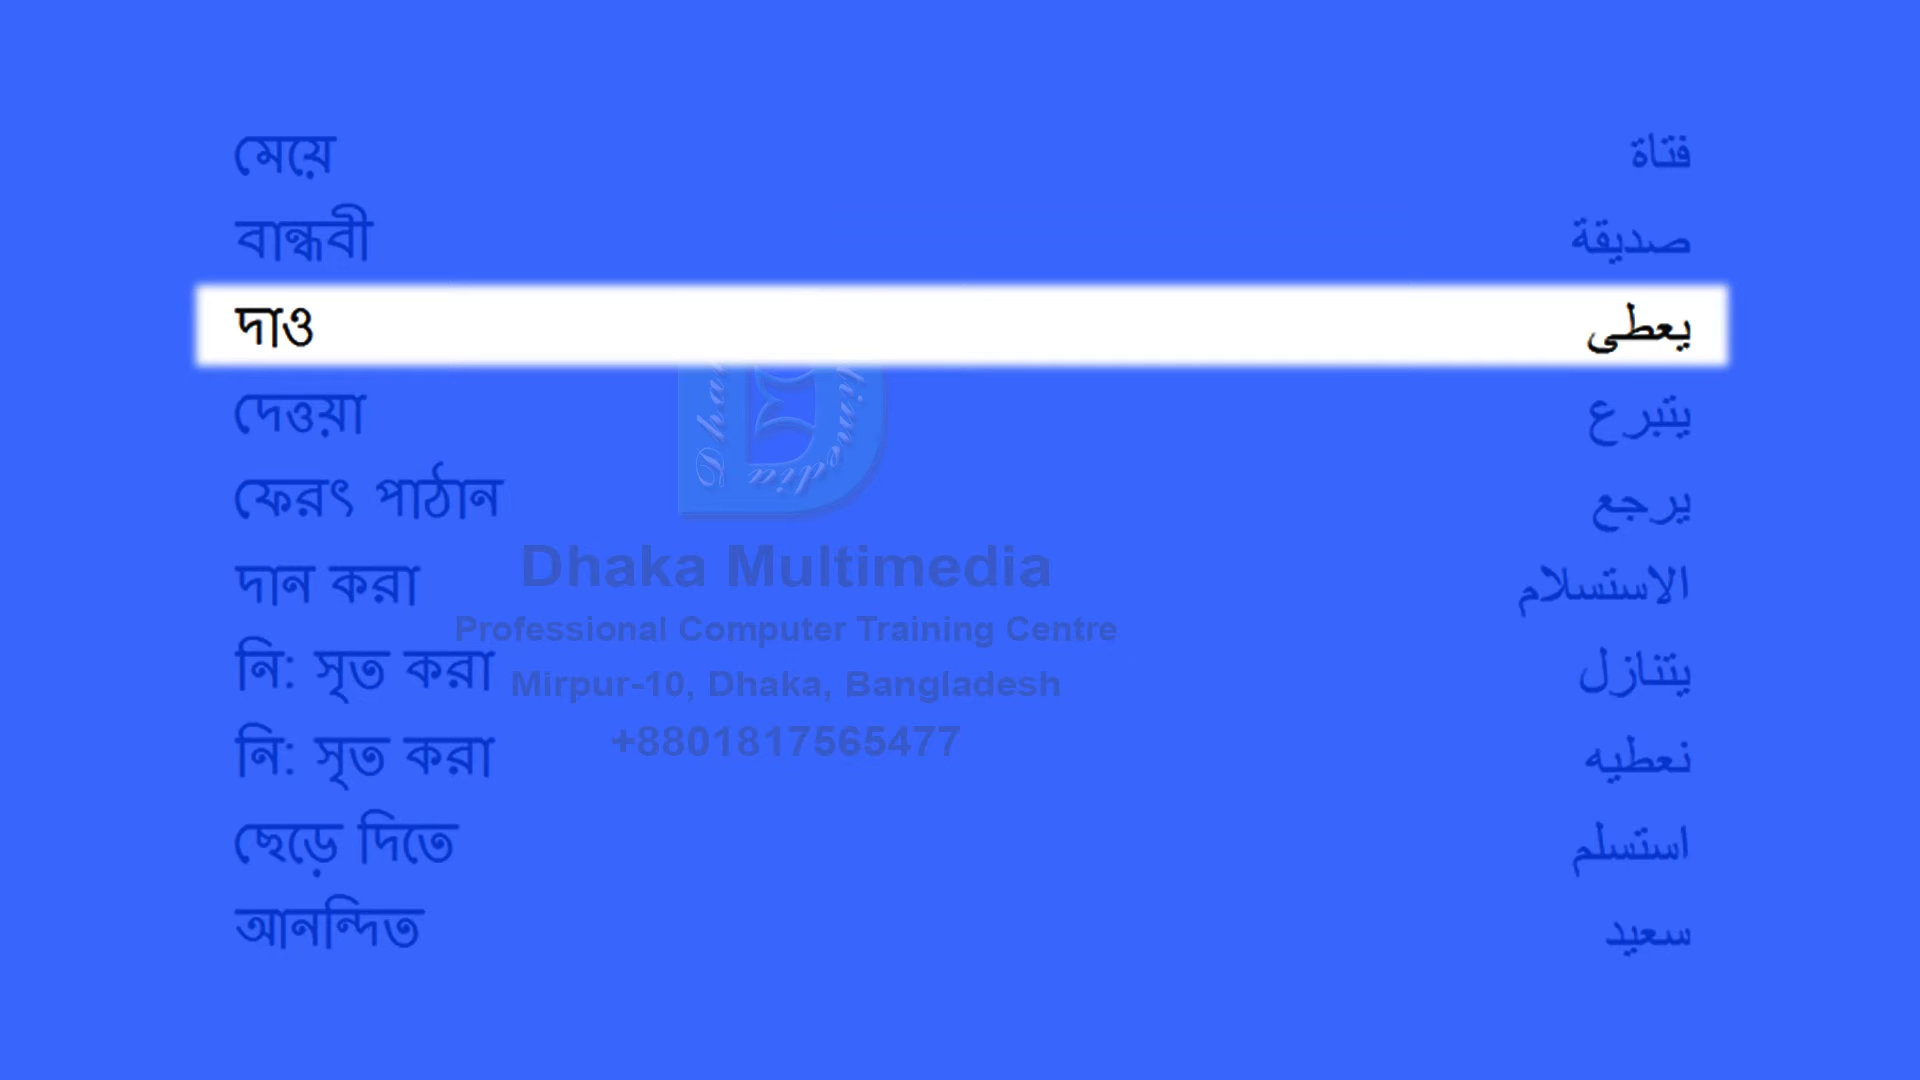 মেয়ে فتاة
বান্ধবী صديقة
দাও يعطى
দেওয়া يتبرع
ফেরৎ পাঠান يرجع
দান করা الاستسلام
নি: সৃত করা يتنازل
নি: সৃত করা نعطيه
ছেড়ে দিতে استسلم
আনন্দিত سعيد
Dhaka Multimedia
Professional Computer Training Centre
Mirpur-10, Dhaka, Bangladesh
+8801817565477